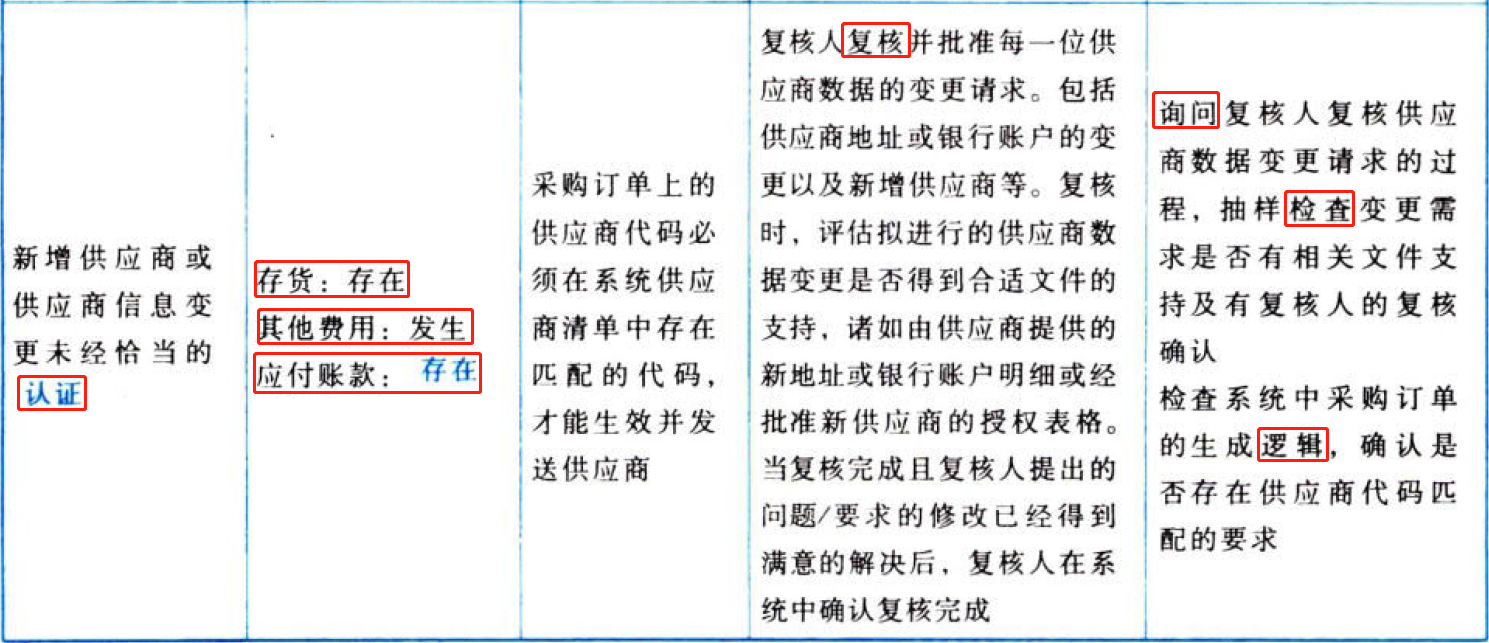 新增供应商或
供应商信息变
更未经恰当的
认证
存货：存在
其他费用：发生
应付账款：存在
采购订单上的
供应商代码必
须在系统供应
商清单中存在
匹配的代码，
才能生效并发
送供应商
复核人复核并批准每一位供
应商数据的变更请求。包括
供应商地址或银行账户的变
更以及新增供应商等。复核
时，评估拟进行的供应商数
据变更是否得到合适文件的
支持，诸如由供应商提供的
新地址或银行账户明细或经
批准新供应商的授权表格。
当复核完成且复核人提出的
问题/要求的修改已经得到
满意的解决后，复核人在系
统中确认复核完成
询问复核人复核供应
商数据变更请求的过
程，抽样检查变更需
求是否有相关文件支
持及有复核人的复核
确认
检查系统中采购订单
的生成逻辑，确认是
否存在供应商代码匹
配的要求